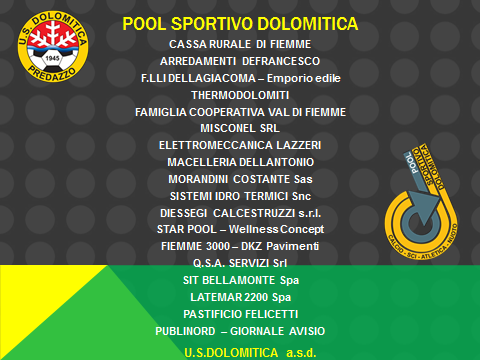 U.S. DOLOMITICA
1945
PREDAZZO
POOL SPORTIVO DOLOMITICA
CASSA RURALE DI FIEMME
ARREDAMENTI DEFRANCESCO
F.LLI DELLAGIACOMA – Emporio edile
THERMODOLOMITI
FAMIGLIA COOPERATIVA VAL DI FIEMME
MISCONEL SRL
ELETTROMECCANICA LAZZERI
MACELLERIA DELLANTONIO
MORANDINI COSTANTE Sas
SISTEMI IDRO TERMICI Snc
DIESSEGI CALCESTRUZZI s.r.l.
STAR POOL – Wellness Concept
FIEMME 3000 – DKZ Pavimenti
Q.S.A. SERVIZI Srl
SIT BELLAMONTE Spa
LATEMAR 2200 Spa
PASTIFICIO FELICETTI
PUBLINORD – GIORNALE AVISIO
U.S.DOLOMITICA a.s.d.
POOL
SPORTIVO
DOLOMITICA
CALCIO - SCI - ATLETICA - NUOTO